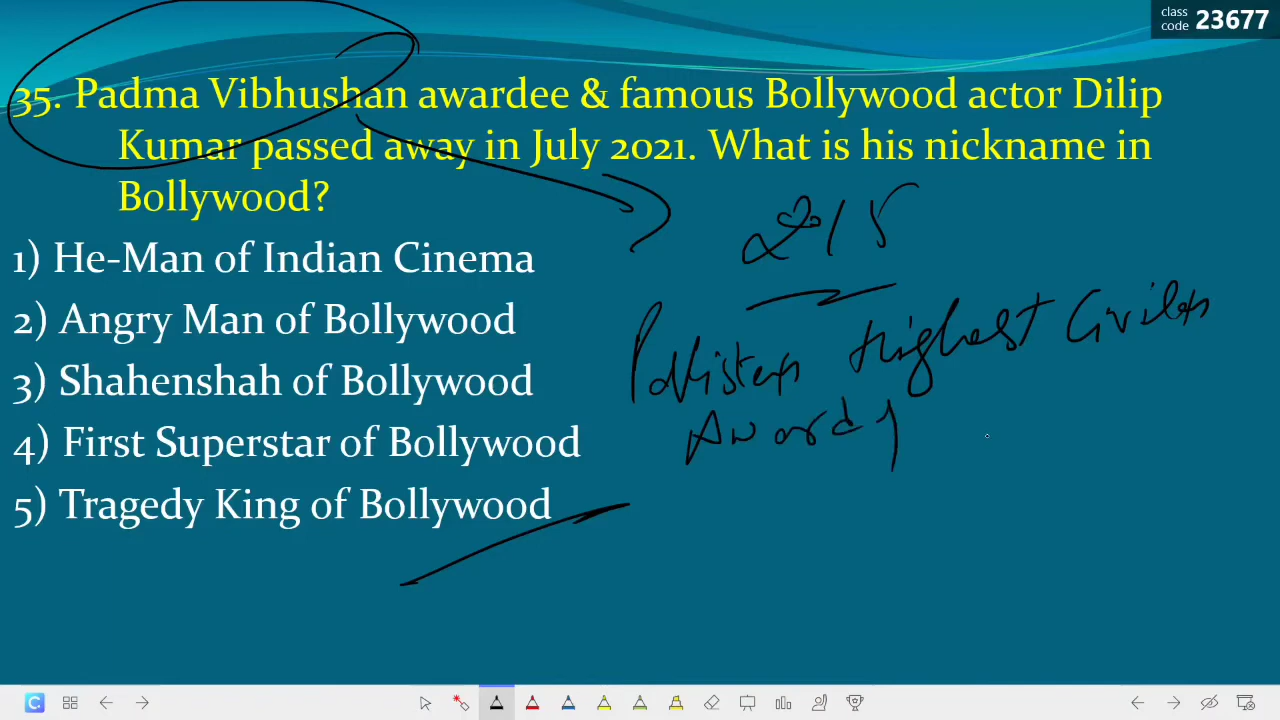 class
code 23677
35. Padma Vibhushan awardee & famous Bollywood actor Dilip
Kumar passed away in July 2021. What is his nickname in
Bollywood?
2015
1) He-Man of Indian Cinema
2) Angry Man of Bollywood
Highest
3) Shahenshah of Bollywood
Award
4) First Superstar of Bollywood
5) Tragedy King of Bollywood